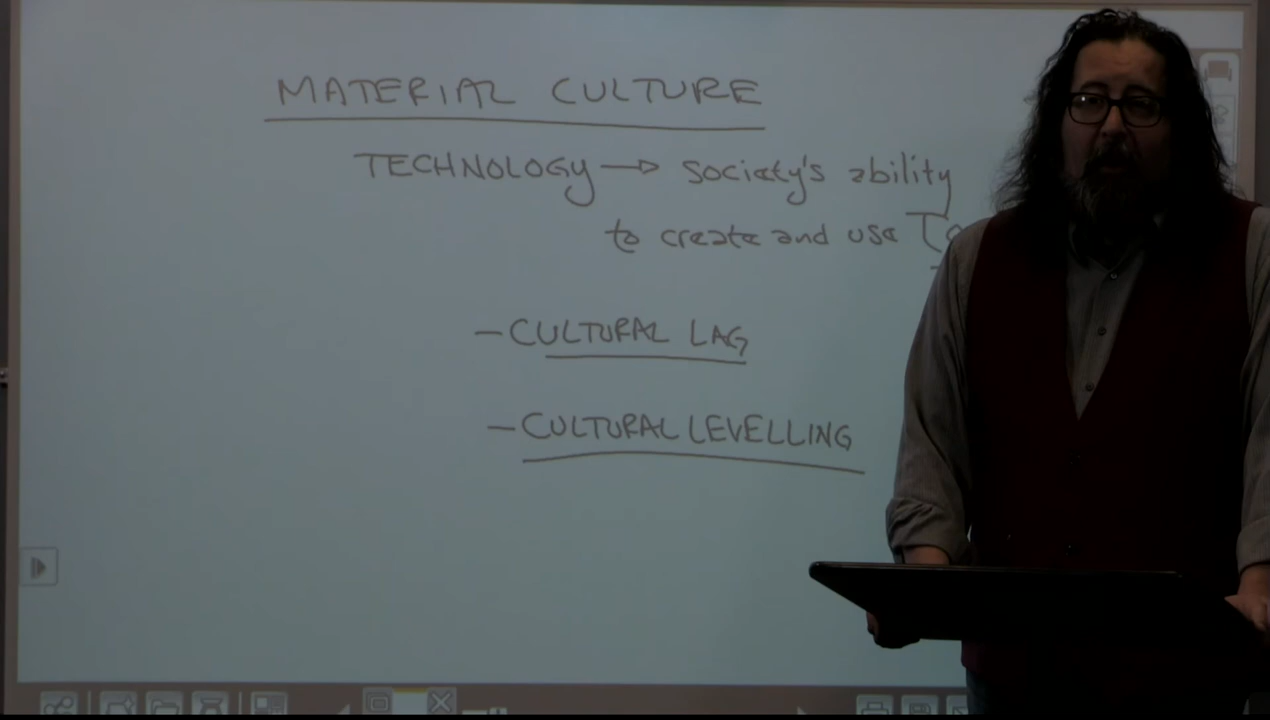 MATERIAL CULTURE
TECHNOLOGY → society's ability
to create and use
– CULTURAL LAG
– CULTURAL LEVELLING